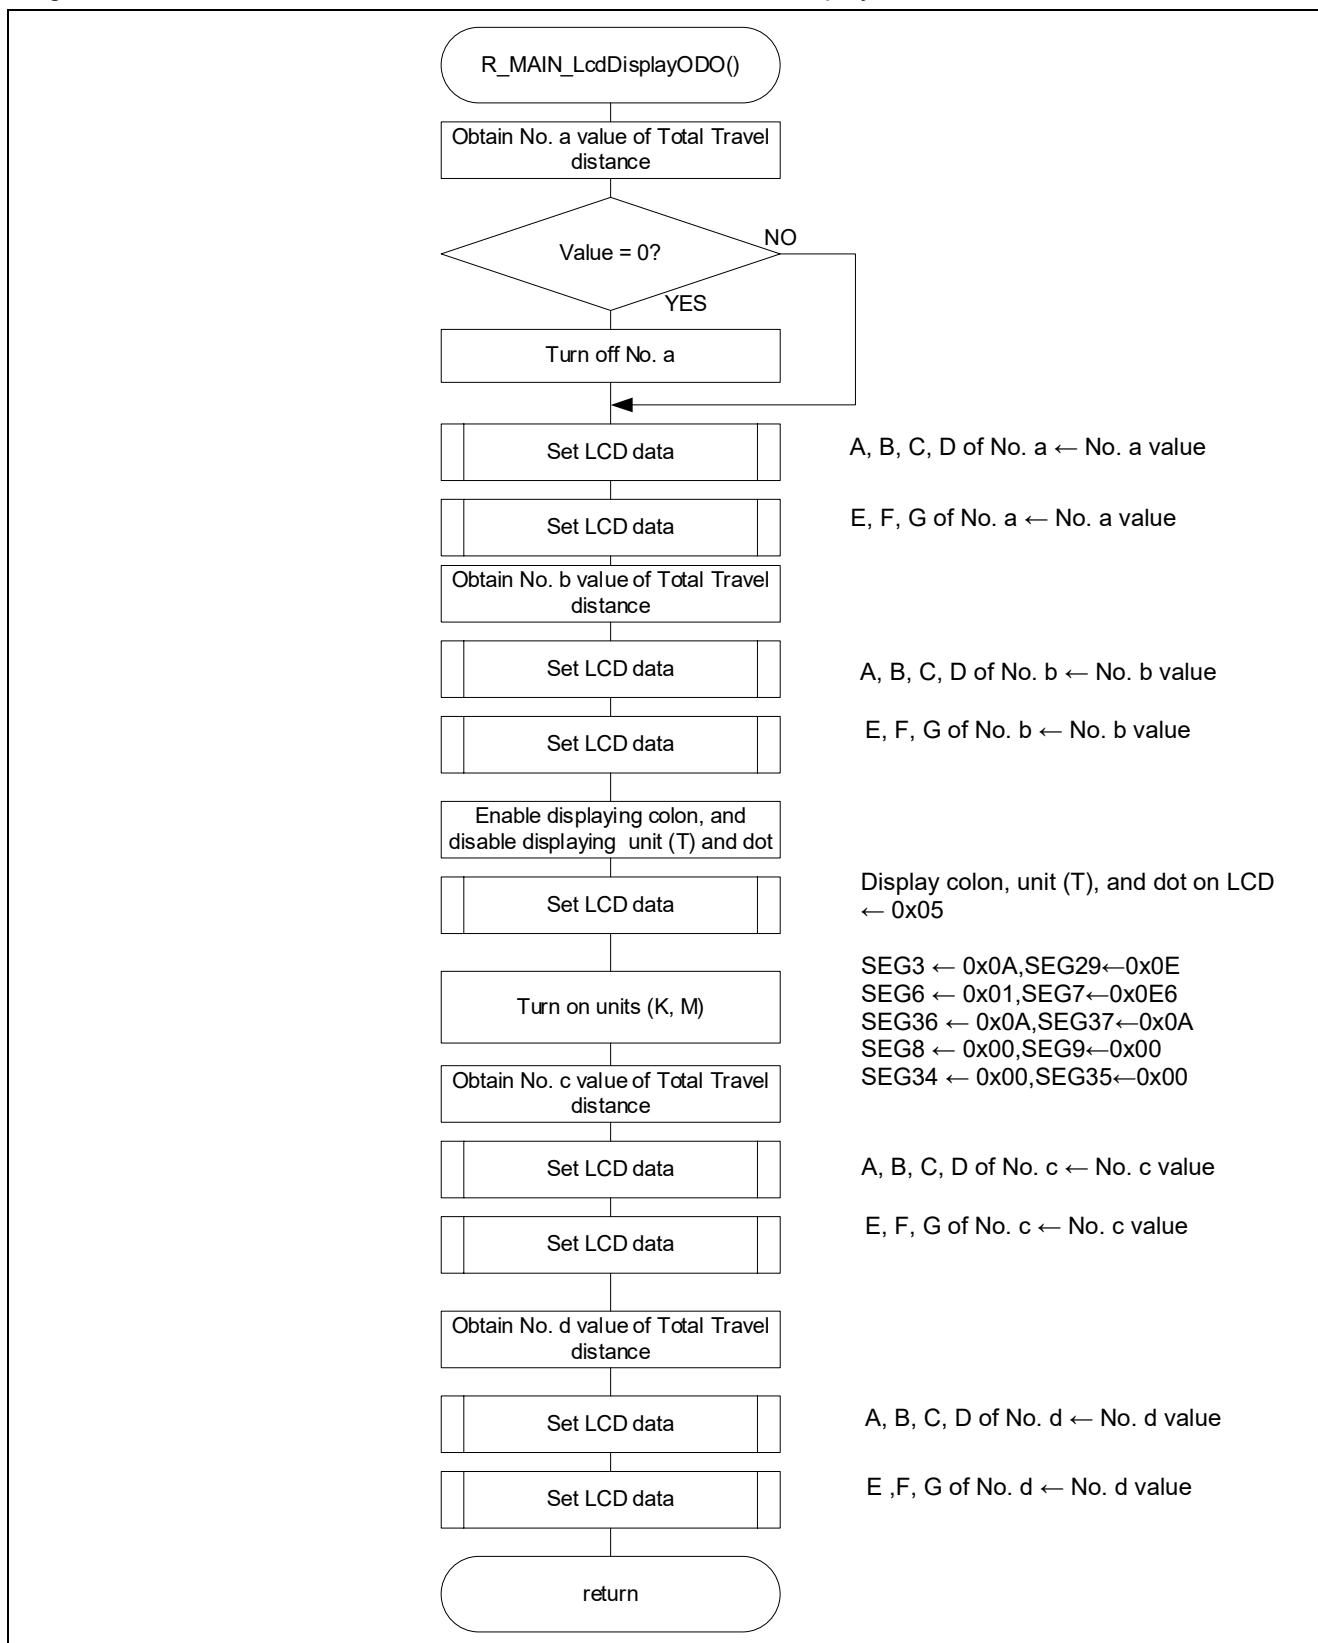 R_MAIN_LcdDisplayODO()
Obtain No. a value of Total Travel
distance
Value = 0?
NO
YES
Turn off No. a
Set LCD data
A, B, C, D of No. a ← No. a value
Set LCD data
E, F, G of No. a ← No. a value
Obtain No. b value of Total Travel
distance
Set LCD data
A, B, C, D of No. b ← No. b value
Set LCD data
E, F, G of No. b ← No. b value
Enable displaying colon, and
disable displaying unit (T) and dot
Set LCD data
Display colon, unit (T), and dot on LCD
← 0x05
Turn on units (K, M)
SEG3 ← 0x0A,SEG29←0x0E
SEG6 ← 0x01,SEG7←0x0E6
SEG36 ← 0x0A,SEG37←0x0A
SEG8 ← 0x00,SEG9←0x00
SEG34 ← 0x00,SEG35←0x00
Obtain No. c value of Total Travel
distance
Set LCD data
A, B, C, D of No. c ← No. c value
Set LCD data
E, F, G of No. c ← No. c value
Obtain No. d value of Total Travel
distance
Set LCD data
A, B, C, D of No. d ← No. d value
Set LCD data
E ,F, G of No. d ← No. d value
return